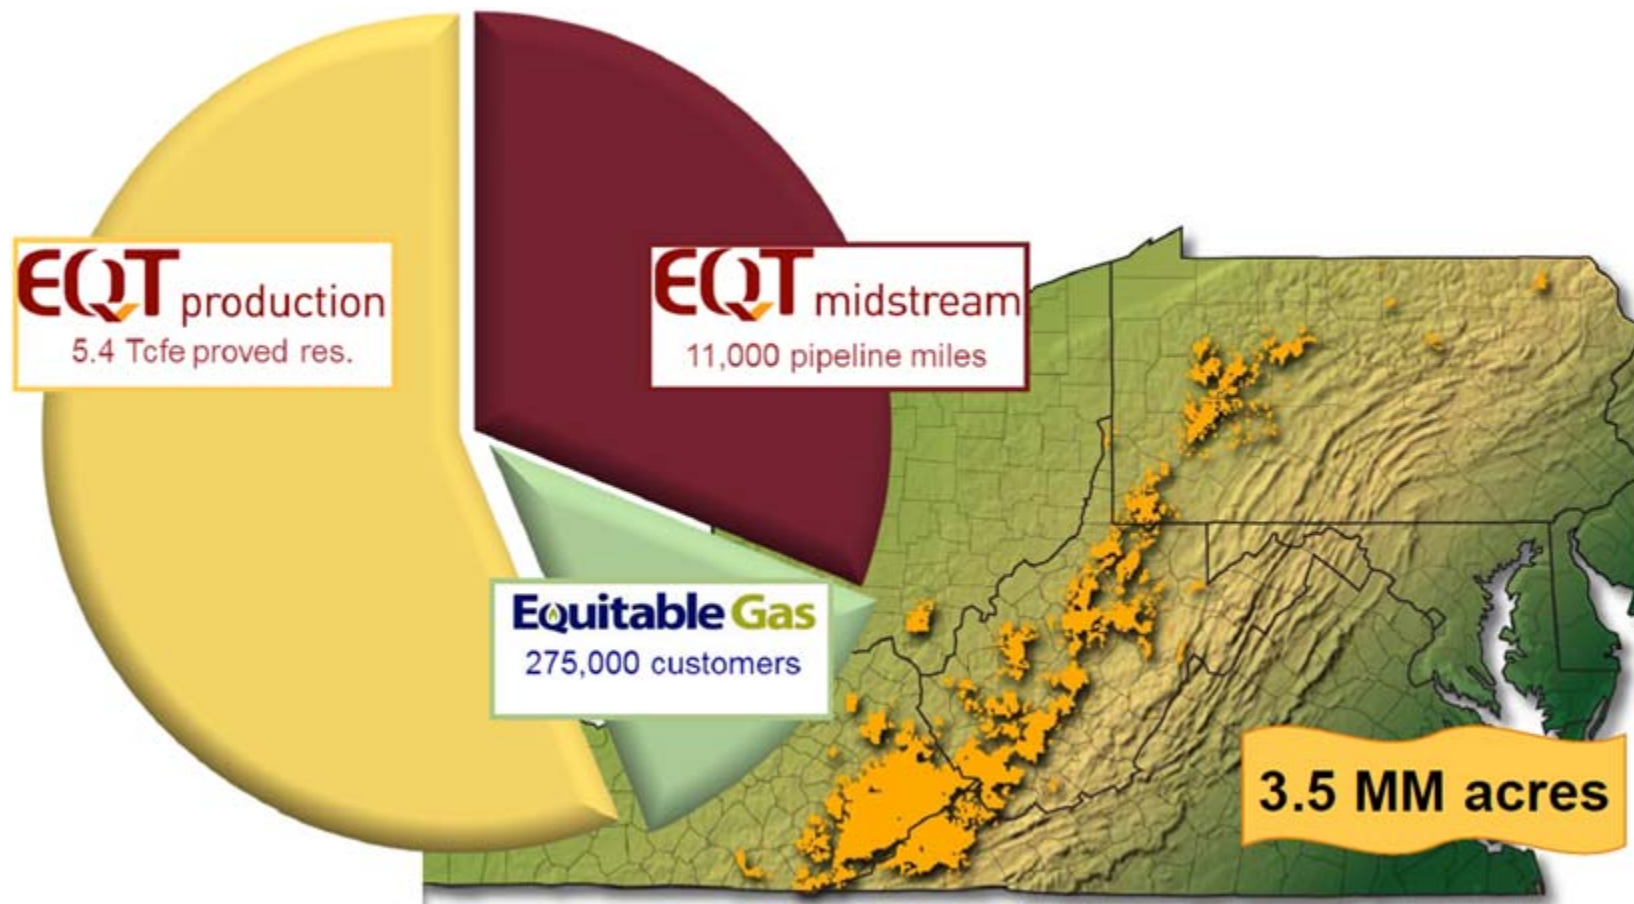 EQT production
5.4 Tcfe proved res.
EQT midstream
11,000 pipeline miles
Equitable Gas
275,000 customers
3.5 MM acres